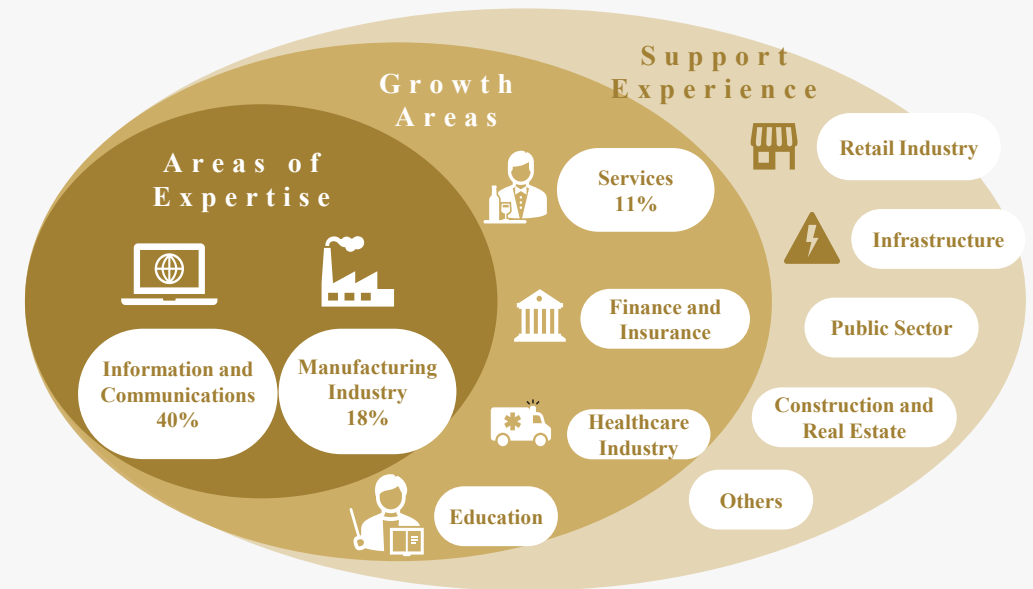 Areas of
Expertise
Information and
Communications
40%
Manufacturing
Industry
18%
Growth
Areas
Services
11%
Finance and
Insurance
Healthcare
Industry
Education
Support
Experience
Retail Industry
Infrastructure
Public Sector
Construction and
Real Estate
Others